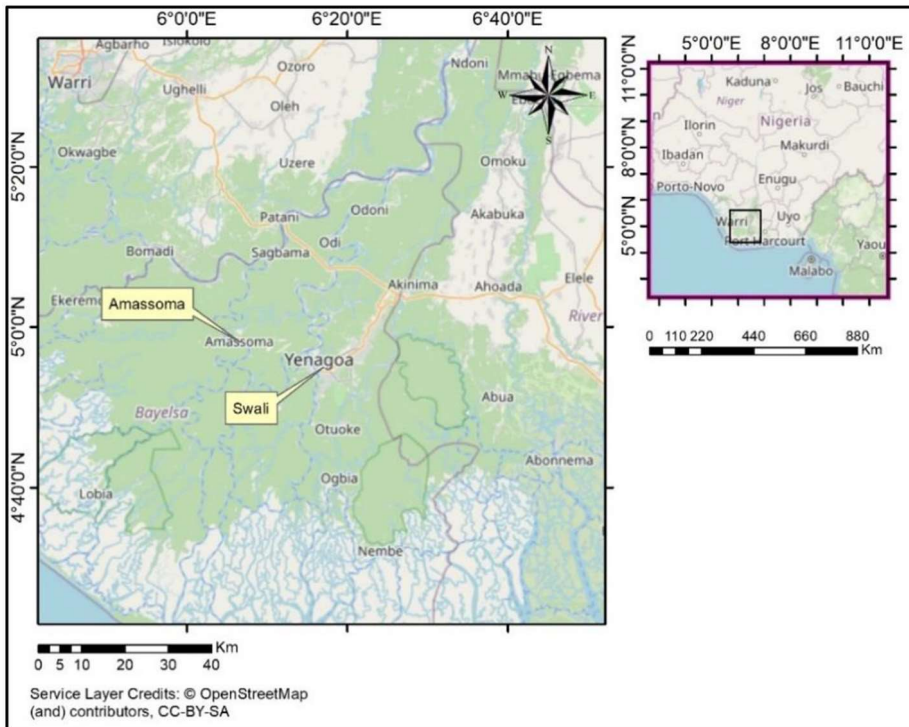 6°0'0"E 6°20'0"E 6°40'0"E
5°20'0"N
5°0'0"N
4°40'0"N
Agbarho
Warri
Ughelli
Ozoro
Oleh
Ndoni
N
W E
S
Okwagbe
Uzere
Omoku
Patani
Odoni
Akabuka
Bomadi
Sagbama
Odi
Elele
Akinima
Ahoada
Amassoma
River
Amassoma
Yenagoa
Swali
Bayelsa
Abua
Otuoke
Abonnema
Ogbia
Lobia
Nembe
Km
0 5 10 20 30 40
Service Layer Credits: © OpenStreetMap
(and) contributors, CC-BY-SA
5°0'0"E 8°0'0"E 11°0'0"E
11°0'0"N
8°0'0"N
5°0'0"N
Kaduna
Jos
Bauchi
Niger
Nigeria
Ilorin
Makurdi
Ibadan
Enugu
Porto-Novo
Warri
Uyo
Port Harcourt
Yaou
Malabo
0 110 220 440 660 880
Km